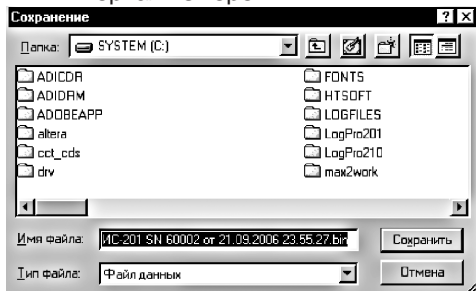 Сохранение
Папка: SYSTEM (C:)
ADICDR
ADIDRM
ADOBEAPP
altera
cct_cds
drv
FONTS
HTSOFT
LOGFILES
LogPro201
LogPro210
max2work
Имя файла: ИС-201 SN 60002 от 21.09.2006 23.55.27.bin Сохранить
Тип файла: Файл данных Отмена